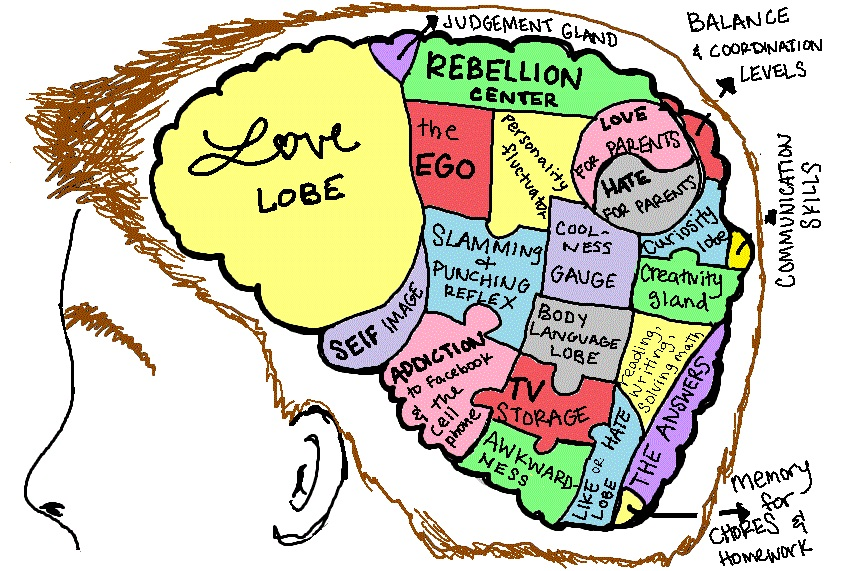 JUDGEMENT GLAND
BALANCE
& COORDINATION
LEVELS
REBELLION
CENTER
Love
LOBE
the
EGO
Personality
fluctuator
LOVE
FOR PARENTS
HATE
FOR PARENTS
COMMUNICATION
SKILLS
Curiosity
lobe
SLAMMING
+
PUNCHING
REFLEX
COOL-
NESS
GAUGE
Creativity
gland
SELF IMAGE
BODY
LANGUAGE
LOBE
reading,
writing,
solving math
ADDICTION
to Facebook
& the
cell
phone
TV
STORAGE
LIKE OR HATE
LOBE
THE ANSWERS
AWKWARD-
NESS
memory
for
CHORES &
HOMEWORK